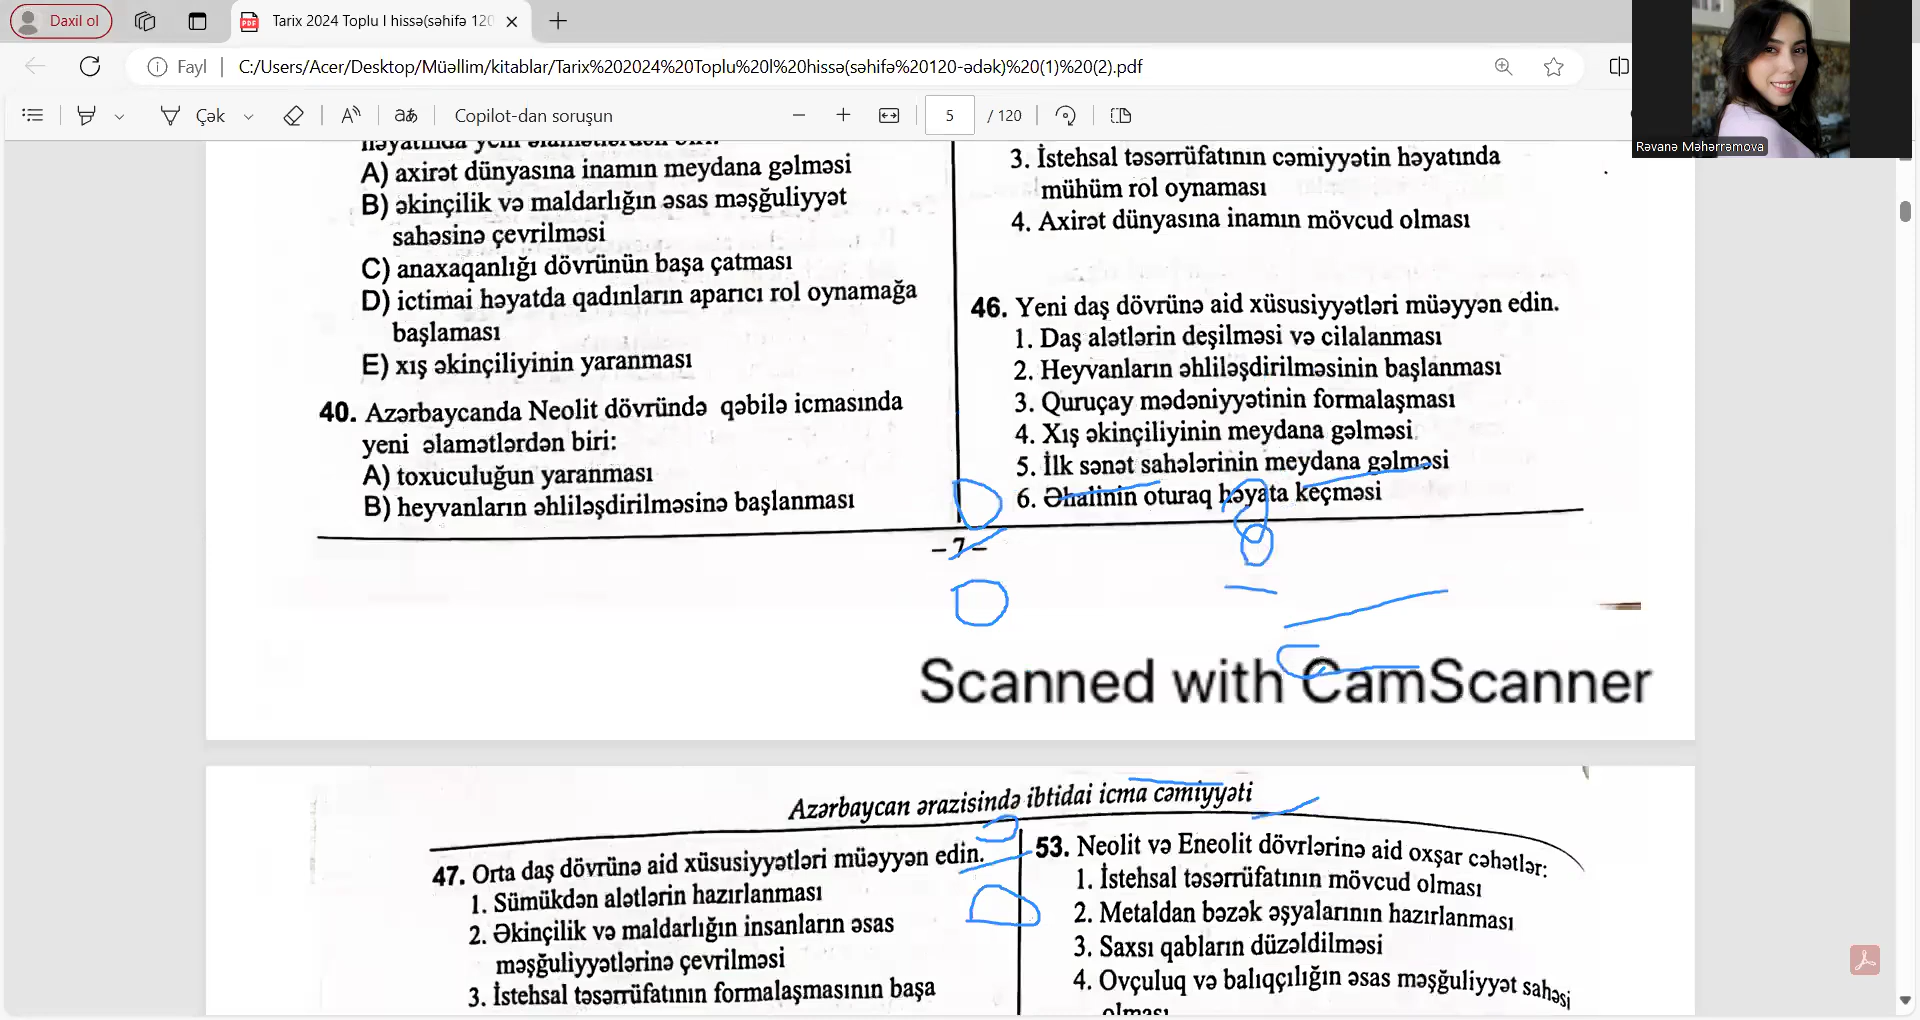 Daxil ol
Tarix 2024 Toplu I hissə(səhifə 120
Fayl
C:/Users/Acer/Desktop/Müəllim/kitablar/Tarix%202024%20Toplu%20I%20hissə(səhifə%20120-ədək)%20(1)%20(2).pdf
Çək
Copilot-dan soruşun
5
/ 120
Rəvanə Məhərrəmova
həyatında yeni əlamətlərdən biri:
A) axirət dünyasına inamın meydana gəlməsi
B) əkinçilik və maldarlığın əsas məşğuliyyət
sahəsinə çevrilməsi
C) anaxaqanlığı dövrünün başa çatması
D) ictimai həyatda qadınların aparıcı rol oynamağa
başlaması
E) xış əkinçiliyinin yaranması
40. Azərbaycanda Neolit dövründə qəbilə icmasında
yeni əlamətlərdən biri:
A) toxuculuğun yaranması
B) heyvanların əhliləşdirilməsinə başlanması
3. İstehsal təsərrüfatının cəmiyyətin həyatında
mühüm rol oynaması
4. Axirət dünyasına inamın mövcud olması
46. Yeni daş dövrünə aid xüsusiyyətləri müəyyən edin.
1. Daş alətlərin deşilməsi və cilalanması
2. Heyvanların əhliləşdirilməsinin başlanması
3. Quruçay mədəniyyətinin formalaşması
4. Xış əkinçiliyinin meydana gəlməsi
5. İlk sənət sahələrinin meydana gəlməsi
6. Əhalinin oturaq həyata keçməsi
– 7 –
Scanned with CamScanner
Azərbaycan ərazisində ibtidai icma cəmiyyəti
47. Orta daş dövrünə aid xüsusiyyətləri müəyyən edin.
1. Sümükdən alətlərin hazırlanması
2. Əkinçilik və maldarlığın insanların əsas
məşğuliyyətlərinə çevrilməsi
3. İstehsal təsərrüfatının formalaşmasının başa
53. Neolit və Eneolit dövrlərinə aid oxşar cəhətlər:
1. İstehsal təsərrüfatının mövcud olması
2. Metaldan bəzək əşyalarının hazırlanması
3. Saxsı qabların düzəldilməsi
4. Ovçuluq və balıqçılığın əsas məşğuliyyət sahəsi
olması